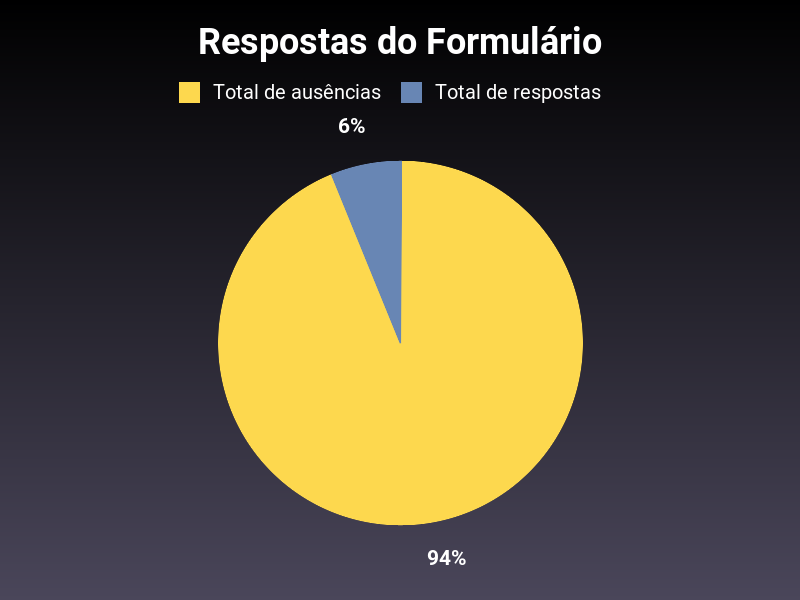 Respostas do Formulário
Total de ausências Total de respostas
6%
94%